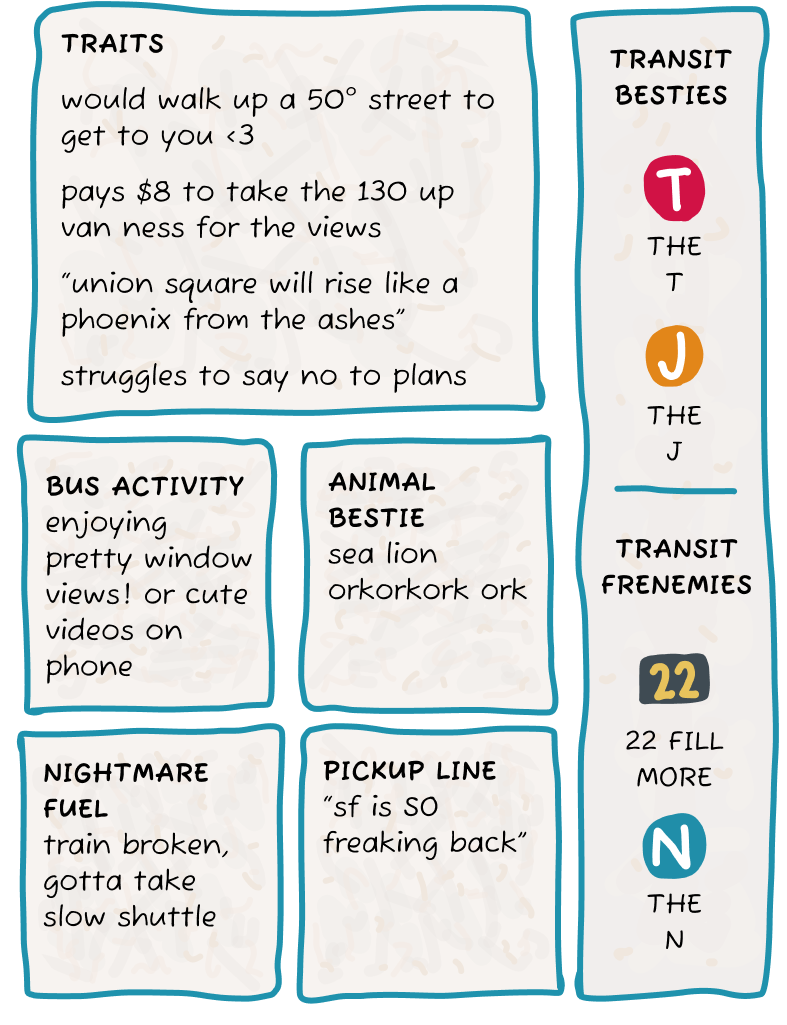 TRAITS
would walk up a 50° street to
get to you <3
pays $8 to take the 130 up
van ness for the views
“union square will rise like a
phoenix from the ashes”
struggles to say no to plans
BUS ACTIVITY
enjoying
pretty window
views! or cute
videos on
phone
ANIMAL
BESTIE
sea lion
orkorkork ork
NIGHTMARE
FUEL
train broken,
gotta take
slow shuttle
PICKUP LINE
“sf is SO
freaking back”
TRANSIT
BESTIES
T
THE
T
J
THE
J
TRANSIT
FRENEMIES
22
22 FILL
MORE
N
THE
N